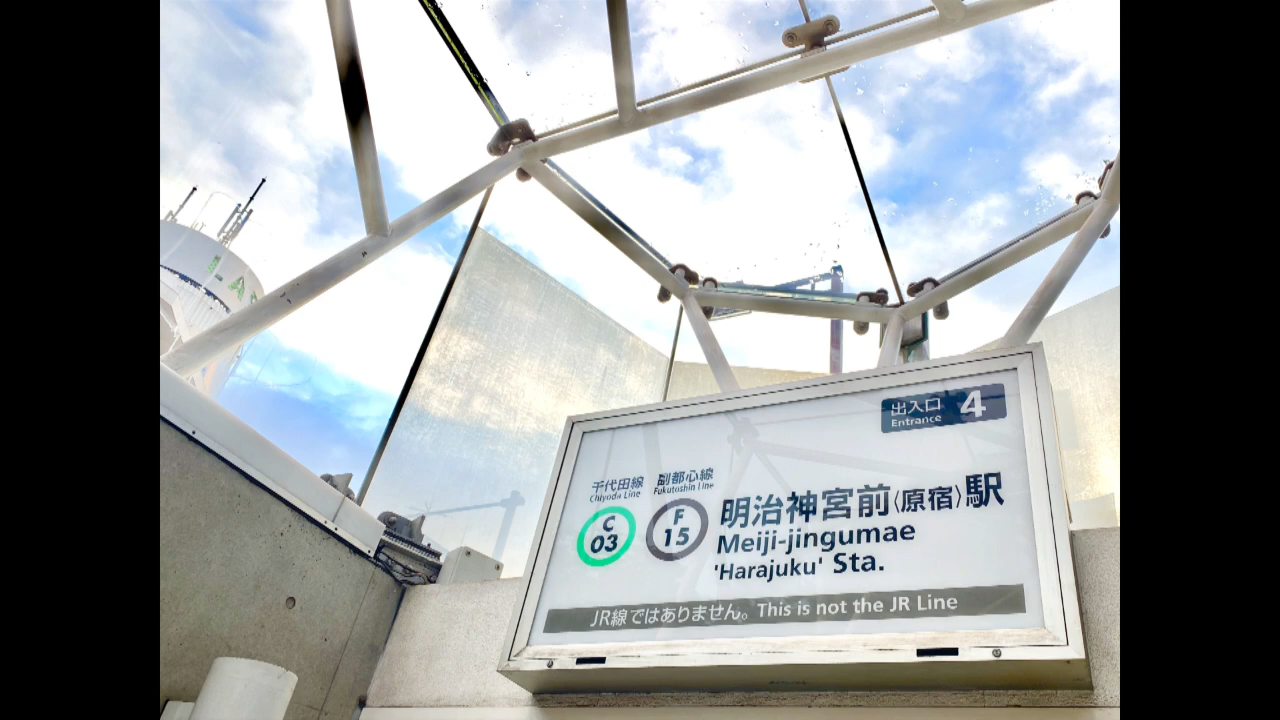 出入口 4
Entrance
千代田線 副都心線
Chiyoda Line Fukutoshin Line
C 03
F 15
明治神宮前〈原宿〉駅
Meiji-jingumae
'Harajuku' Sta.
JR線ではありません。This is not the JR Line